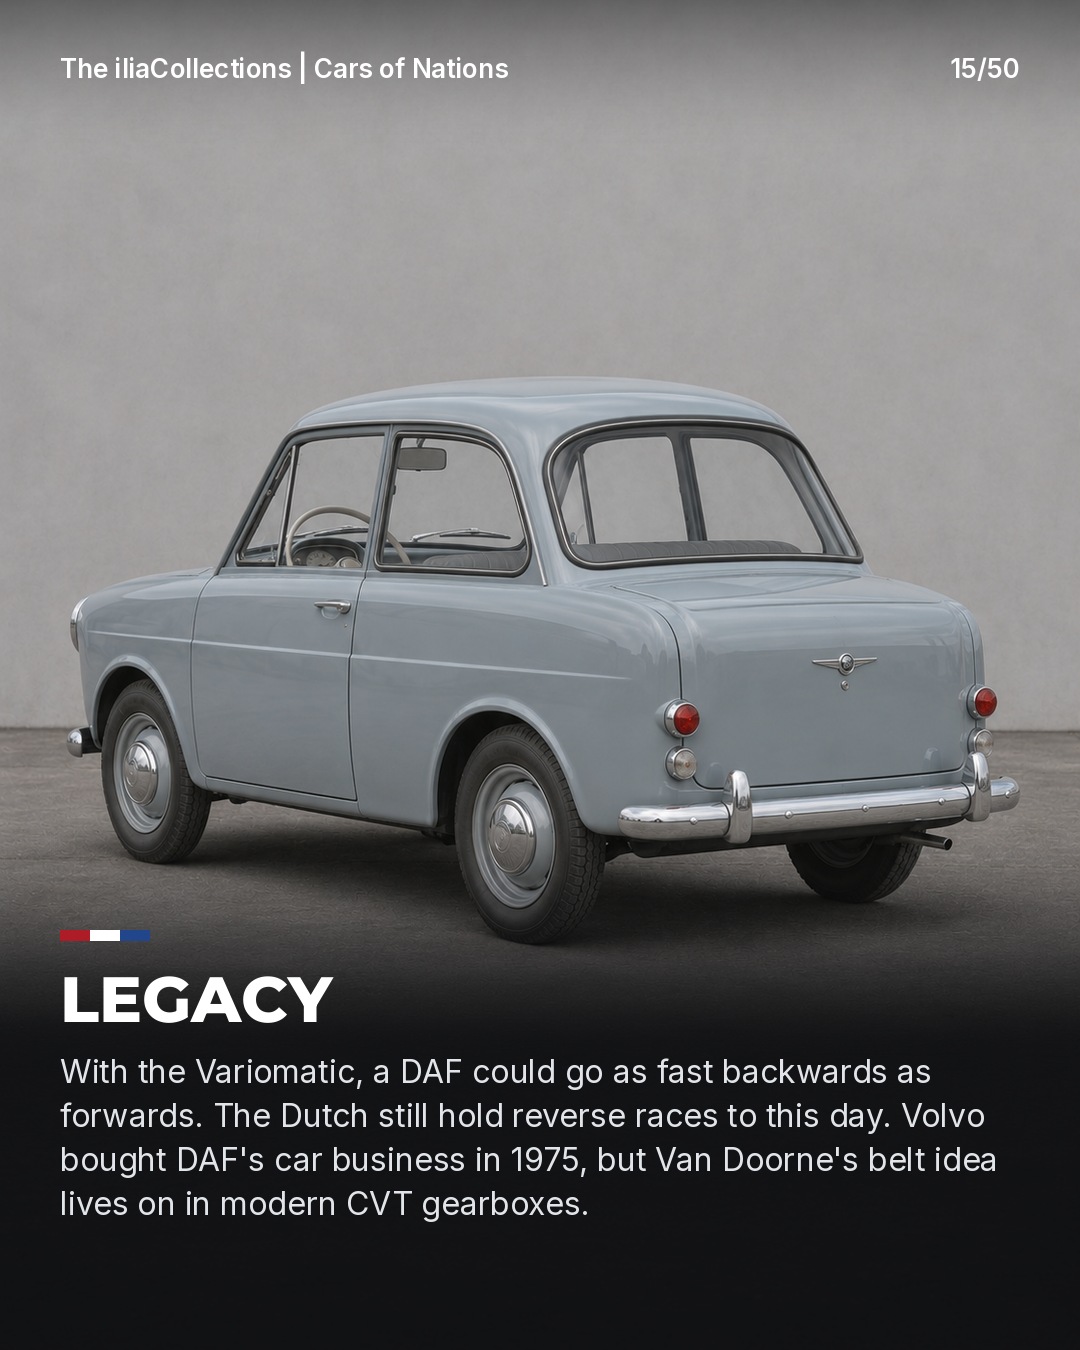 The iliaCollections | Cars of Nations
15/50
LEGACY
With the Variomatic, a DAF could go as fast backwards as
forwards. The Dutch still hold reverse races to this day. Volvo
bought DAF's car business in 1975, but Van Doorne's belt idea
lives on in modern CVT gearboxes.